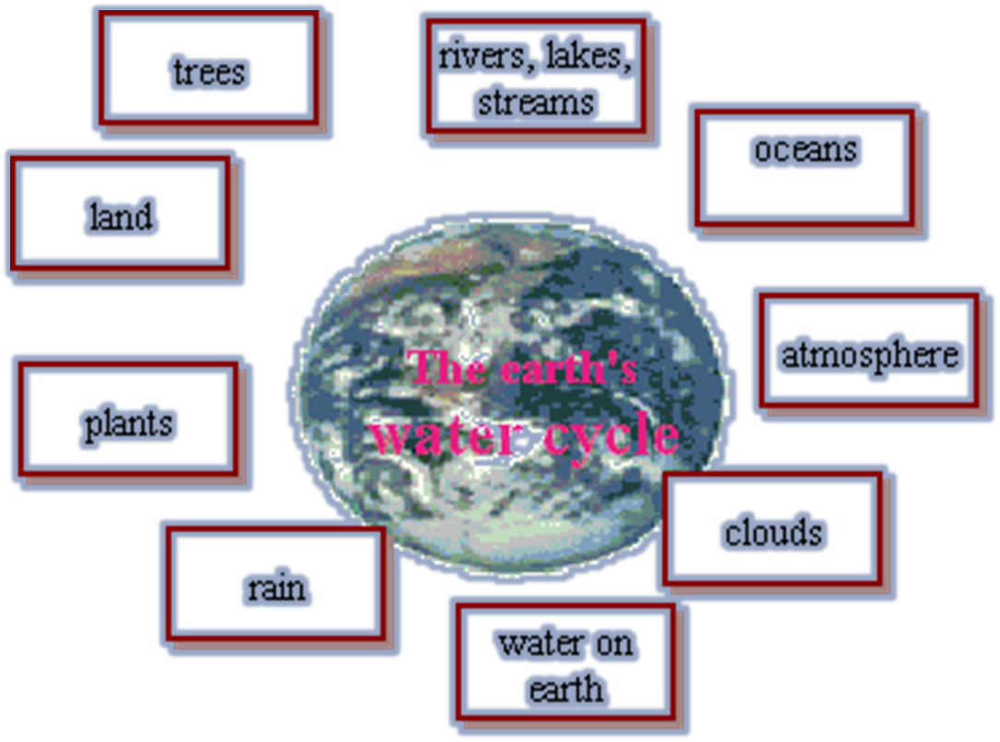 trees
rivers, lakes,
streams
oceans
land
atmosphere
The earth's
water cycle
plants
clouds
rain
water on
earth